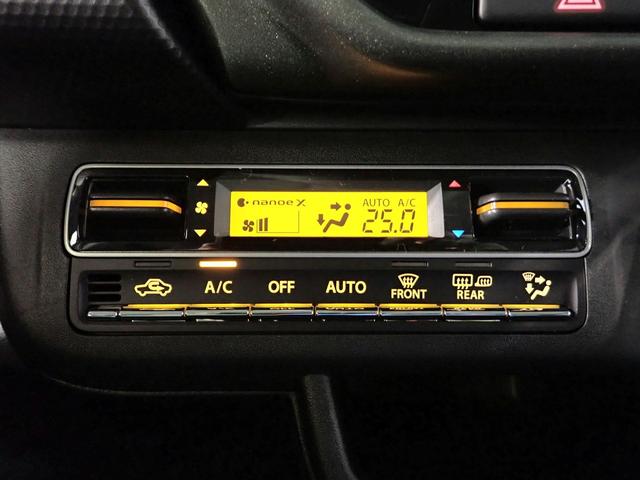 nanoe X
AUTO A/C
25.0
A/C OFF AUTO FRONT REAR